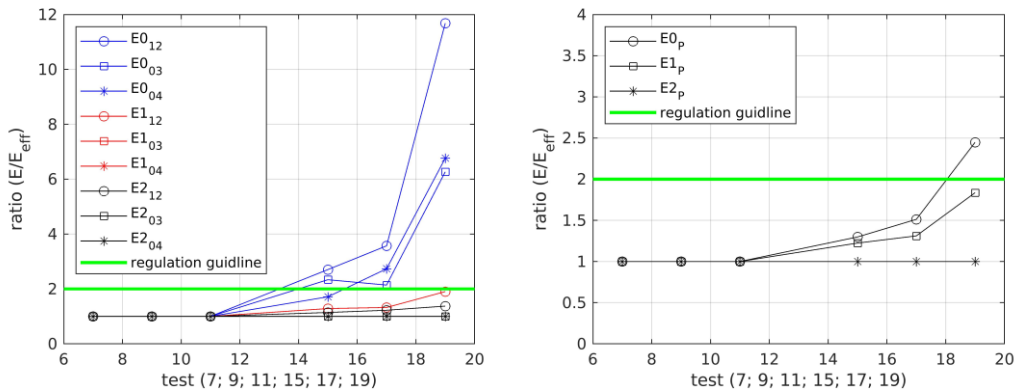 12
10
8
6
4
2
0
ratio (E/E_eff)
E0_12
E0_03
E0_04
E1_12
E1_03
E1_04
E2_12
E2_03
E2_04
regulation guidline
6 8 10 12 14 16 18 20
test (7; 9; 11; 15; 17; 19)
4
3.5
3
2.5
2
1.5
1
0.5
0
ratio (E/E_eff)
E0_P
E1_P
E2_P
regulation guidline
6 8 10 12 14 16 18 20
test (7; 9; 11; 15; 17; 19)